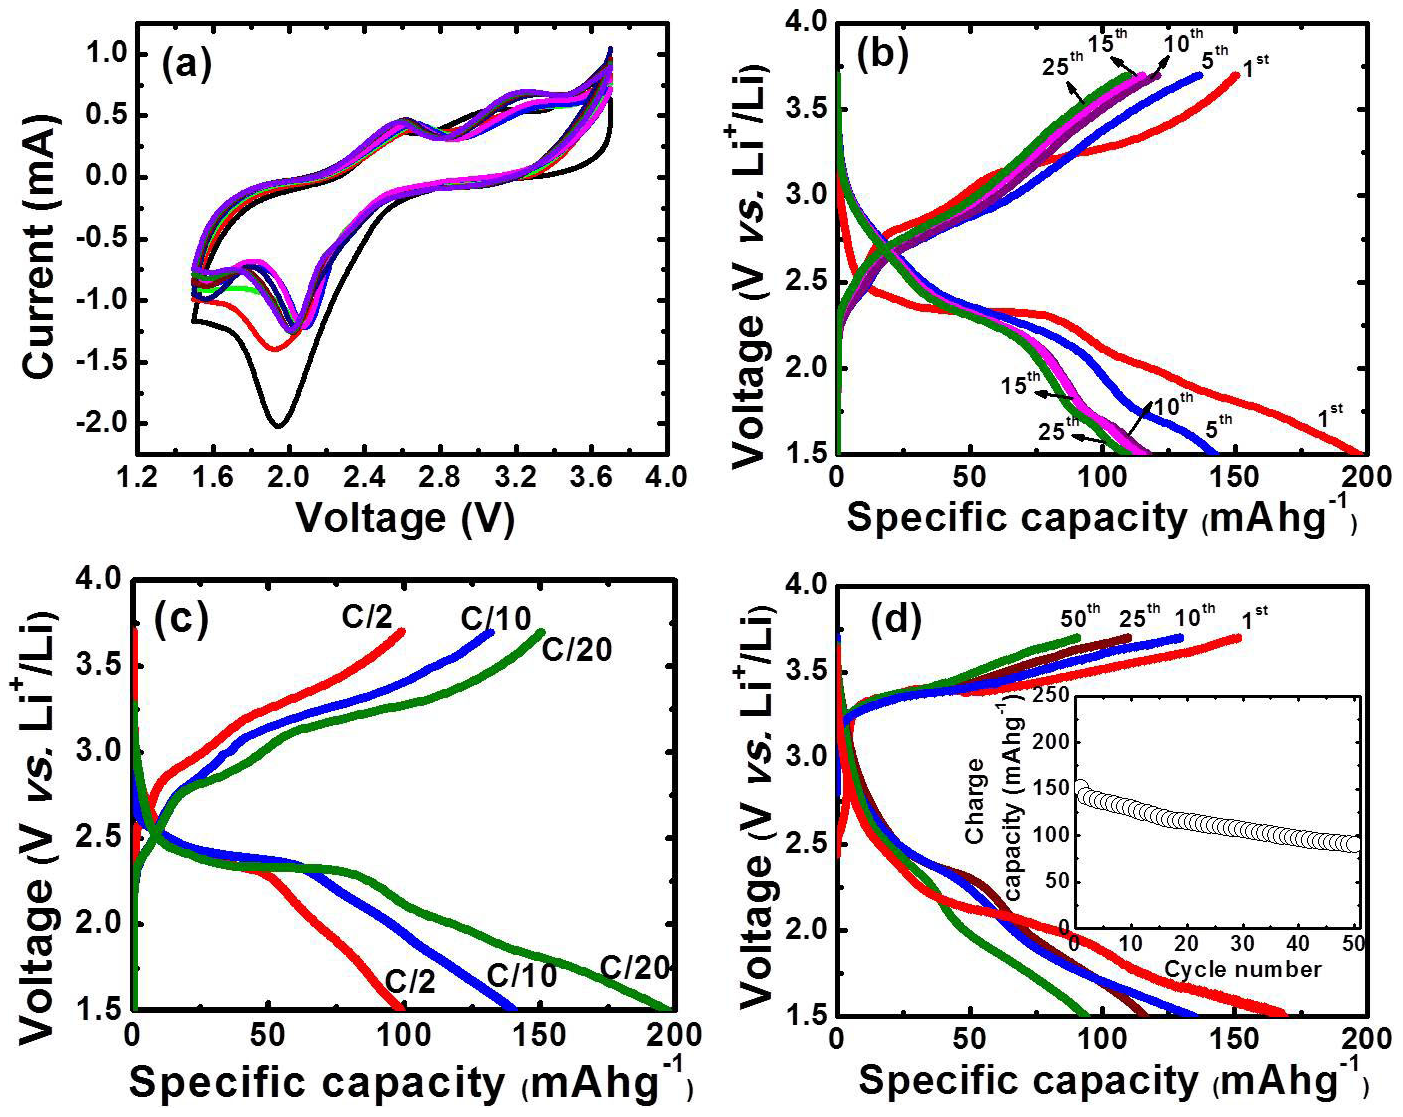 (a)
1.0
0.5
0.0
-0.5
-1.0
-1.5
-2.0
Current (mA)
1.2 1.6 2.0 2.4 2.8 3.2 3.6 4.0
Voltage (V)
(b)
4.0
3.5
3.0
2.5
2.0
1.5
Voltage (V vs. Li⁺/Li)
15th 10th
25th 5th 1st
15th 10th
25th 5th 1st
0 50 100 150 200
Specific capacity (mAhg⁻¹)
(c)
4.0
3.5
3.0
2.5
2.0
1.5
Voltage (V vs. Li⁺/Li)
C/2 C/10
C/20
C/2 C/10 C/20
0 50 100 150 200
Specific capacity (mAhg⁻¹)
(d)
4.0
3.5
3.0
2.5
2.0
1.5
Voltage (V vs. Li⁺/Li)
50th 25th 10th 1st
250
200
150
100
50
0
Charge
capacity (mAhg⁻¹)
0 10 20 30 40 50
Cycle number
0 50 100 150 200
Specific capacity (mAhg⁻¹)